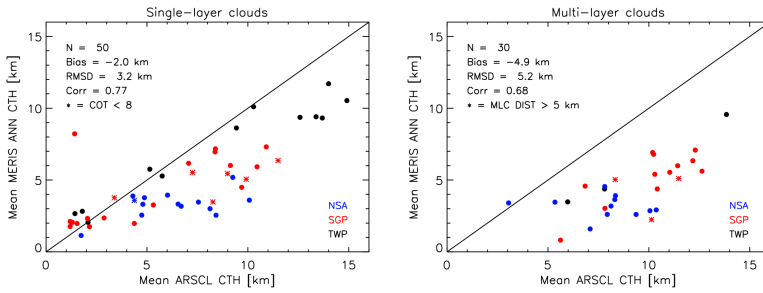 Single-layer clouds
N = 50
Bias = -2.0 km
RMSD = 3.2 km
Corr = 0.77
* = COT < 8
NSA
SGP
TWP
Mean MERIS ANN CTH [km]
15
10
5
0
0 5 10 15
Mean ARSCL CTH [km]
Multi-layer clouds
N = 30
Bias = -4.9 km
RMSD = 5.2 km
Corr = 0.68
* = MLC DIST > 5 km
NSA
SGP
TWP
Mean MERIS ANN CTH [km]
15
10
5
0
0 5 10 15
Mean ARSCL CTH [km]